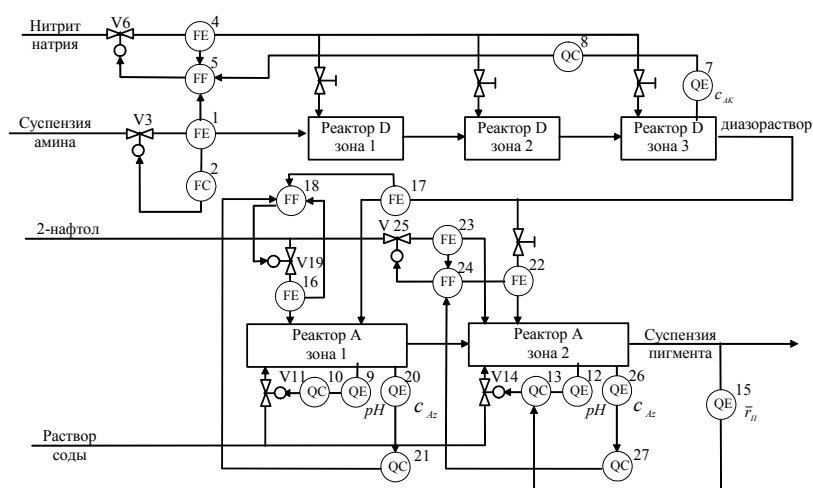 V6
4
Нитрит
натрия
FE
5
FF
8
QC
7
QE
c АК
V3
1
Суспензия
амина
FE
Реактор D
зона 1
Реактор D
зона 2
Реактор D
зона 3
диазораствор
2
FC
18
FF
17
FE
2-нафтол
V 25
23
FE
V19
24
FF
22
FE
16
FE
Реактор А
зона 1
Реактор А
зона 2
Суспензия
пигмента
V11
10
QC
9
QE
pH
20
QE
c Az
V14
13
QC
12
QE
pH
26
QE
c Az
15
QE
r̅ П
Раствор
соды
21
QC
27
QC